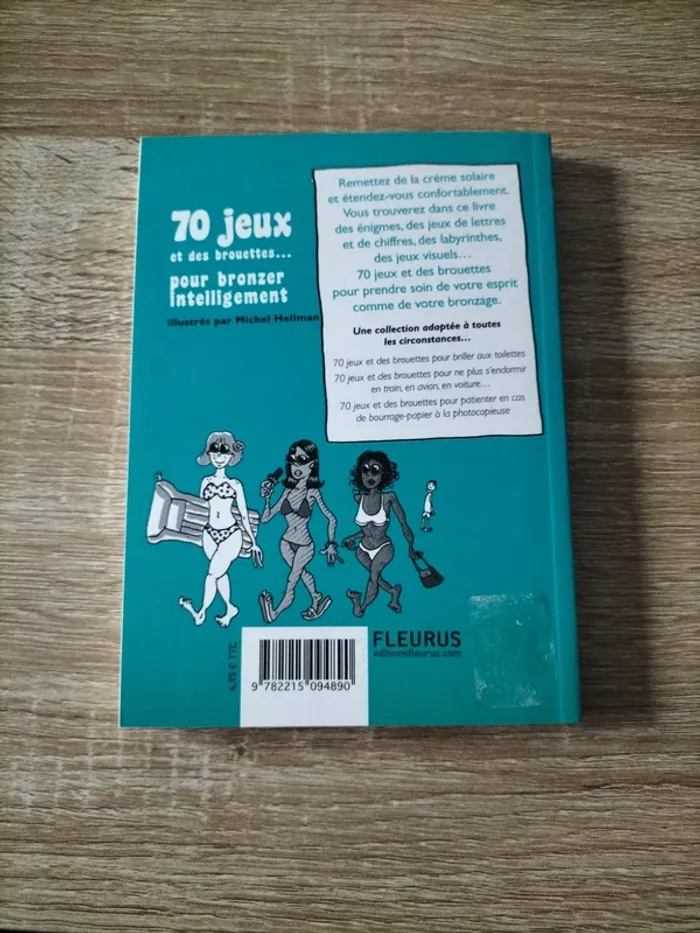 70 jeux
et des brouettes...
pour bronzer
intelligement
illustrés par Michel Hellman
Remettez de la crème solaire
et étendez-vous confortablement.
Vous trouverez dans ce livre
des énigmes, des jeux de lettres
et de chiffres, des labyrinthes,
des jeux visuels...
70 jeux et des brouettes
pour prendre soin de votre esprit
comme de votre bronzage.
Une collection adaptée à toutes
les circonstances...
70 jeux et des brouettes pour briller aux toilettes
70 jeux et des brouettes pour ne plus s'endormir
en train, en avion, en voiture...
70 jeux et des brouettes pour patienter en cas
de bourrage-papier à la photocopieuse
4,95 € TTC
9 782215 094890
FLEURUS
editionsfleurus.com